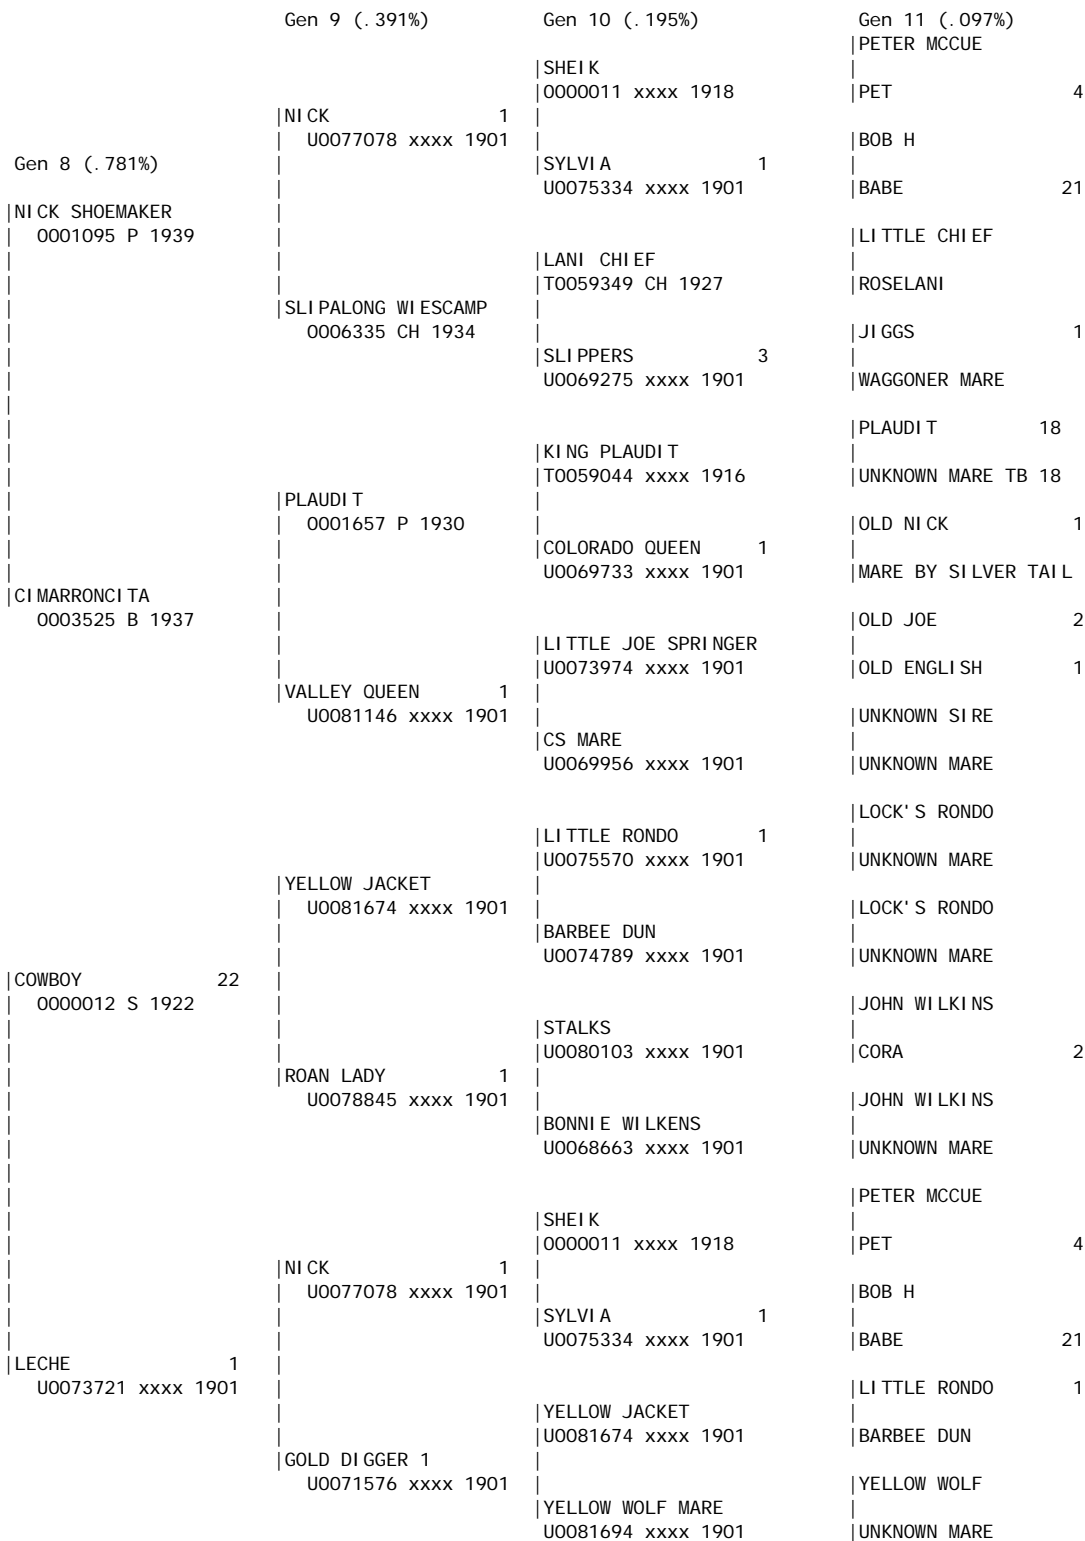 Gen 9 (.391%) Gen 10 (.195%) Gen 11 (.097%)
|PETER MCCUE
|SHEIK |
|0000011 xxxx 1918 |PET 4
|NICK 1 |
| U0077078 xxxx 1901 | |BOB H
Gen 8 (.781%) | |SYLVIA 1 |
| U0075334 xxxx 1901 |BABE 21
|NICK SHOEMAKER |
| 0001095 P 1939 | |LITTLE CHIEF
| | |LANI CHIEF |
| | |T0059349 CH 1927 |ROSELANI
| |SLIPALONG WIESCAMP |
| 0006335 CH 1934 | |JIGGS 1
| |SLIPPERS 3 |
| U0069275 xxxx 1901 |WAGGONER MARE
|
| |PLAUDIT 18
| |KING PLAUDIT |
| |T0059044 xxxx 1916 |UNKNOWN MARE TB 18
| |PLAUDIT |
| | 0001657 P 1930 | |OLD NICK 1
| | |COLORADO QUEEN 1 |
| | U0069733 xxxx 1901 |MARE BY SILVER TAIL
|CIMARRONCITA |
0003525 B 1937 | |OLD JOE 2
| |LITTLE JOE SPRINGER |
| |U0073974 xxxx 1901 |OLD ENGLISH 1
|VALLEY QUEEN 1 |
U0081146 xxxx 1901 | |UNKNOWN SIRE
|CS MARE |
U0069956 xxxx 1901 |UNKNOWN MARE
|LOCK'S RONDO
|LITTLE RONDO 1 |
|U0075570 xxxx 1901 |UNKNOWN MARE
|YELLOW JACKET |
| U0081674 xxxx 1901 | |LOCK'S RONDO
| |BARBEE DUN |
| U0074789 xxxx 1901 |UNKNOWN MARE
|COWBOY 22 |
| 0000012 S 1922 | |JOHN WILKINS
| | |STALKS |
| | |U0080103 xxxx 1901 |CORA 2
| |ROAN LADY 1 |
| U0078845 xxxx 1901 | |JOHN WILKINS
| |BONNIE WILKENS |
| U0068663 xxxx 1901 |UNKNOWN MARE
|
| |PETER MCCUE
| |SHEIK |
| |0000011 xxxx 1918 |PET 4
| |NICK 1 |
| | U0077078 xxxx 1901 | |BOB H
| | |SYLVIA 1 |
| | U0075334 xxxx 1901 |BABE 21
|LECHE 1 |
U0073721 xxxx 1901 | |LITTLE RONDO 1
| |YELLOW JACKET |
| |U0081674 xxxx 1901 |BARBEE DUN
|GOLD DIGGER 1 |
U0071576 xxxx 1901 | |YELLOW WOLF
|YELLOW WOLF MARE |
U0081694 xxxx 1901 |UNKNOWN MARE